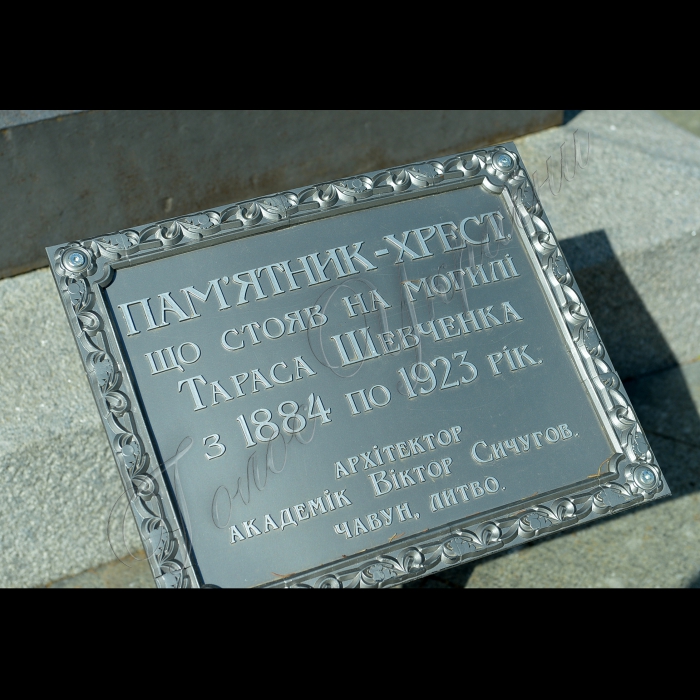 ПАМ'ЯТНИК-ХРЕСТ,
ЩО СТОЯВ НА МОГИЛІ
ТАРАСА ШЕВЧЕНКА
З 1884 ПО 1923 РІК.
АРХІТЕКТОР
АКАДЕМІК ВІКТОР СИЧУГОВ.
ЧАВУН, ЛИТВО.